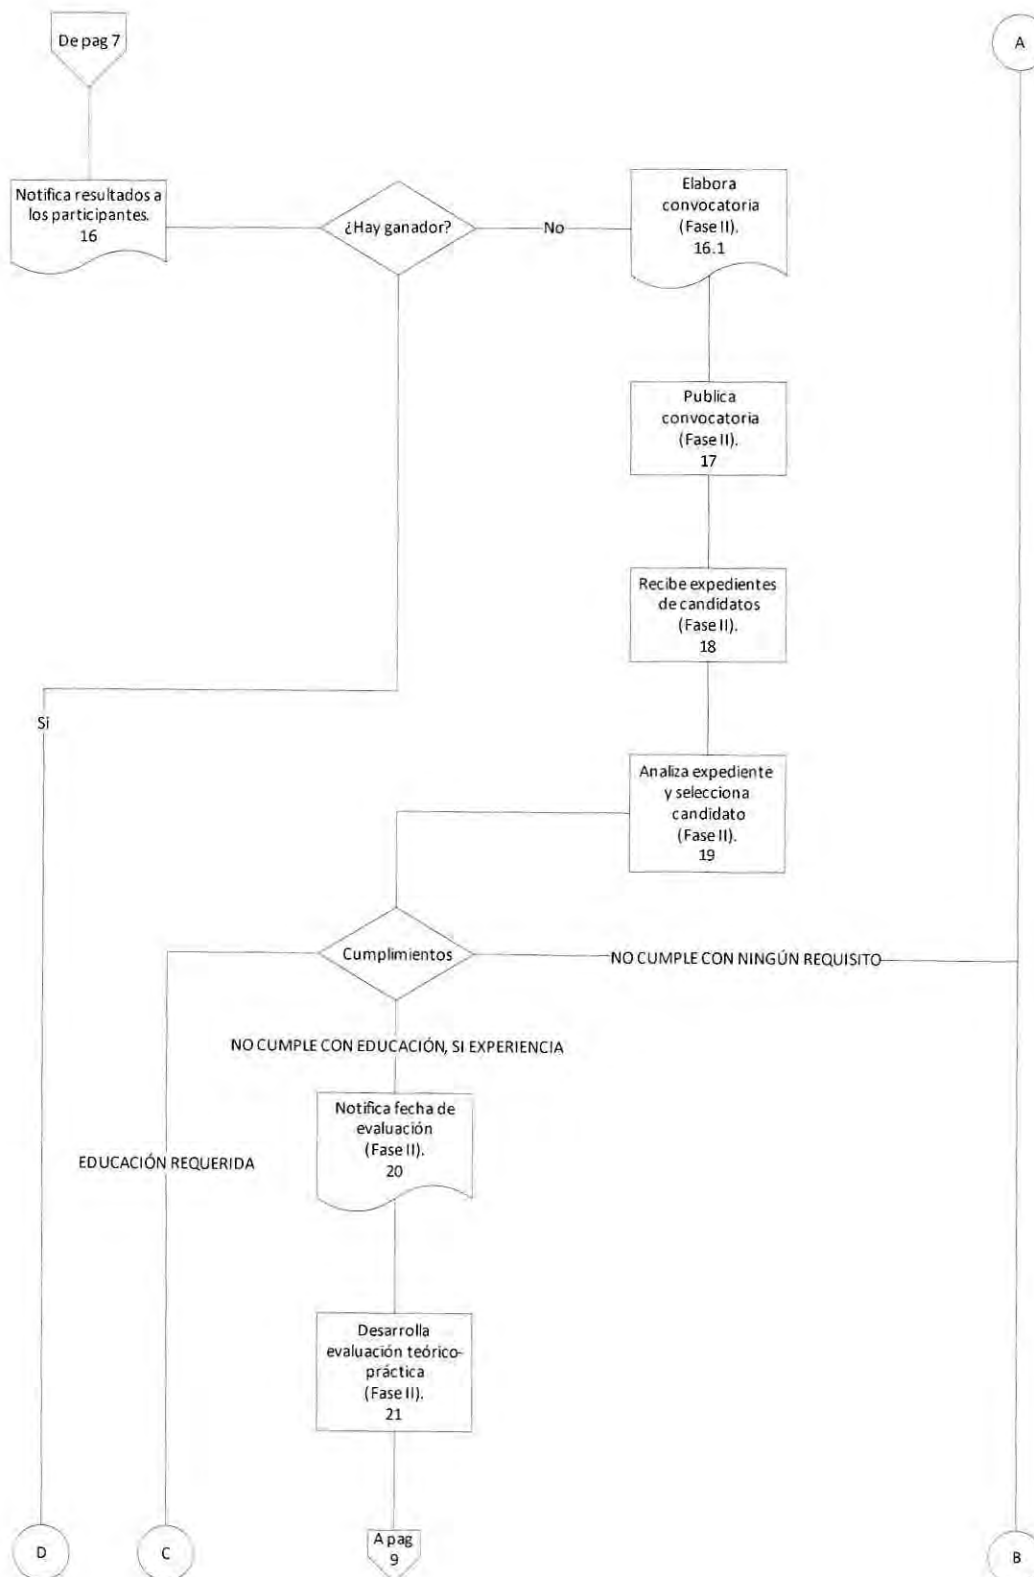 De pag 7
A
Notifica resultados a
los participantes.
16
¿Hay ganador?
No
Elabora
convocatoria
(Fase II).
16.1
Publica
convocatoria
(Fase II).
17
Recibe expedientes
de candidatos
(Fase II).
18
Si
Analiza expediente
y selecciona
candidato
(Fase II).
19
Cumplimientos
NO CUMPLE CON NINGÚN REQUISITO
NO CUMPLE CON EDUCACIÓN, SI EXPERIENCIA
Notifica fecha de
evaluación
(Fase II).
20
EDUCACIÓN REQUERIDA
Desarrolla
evaluación teórico-
práctica
(Fase II).
21
D
C
A pag
9
B